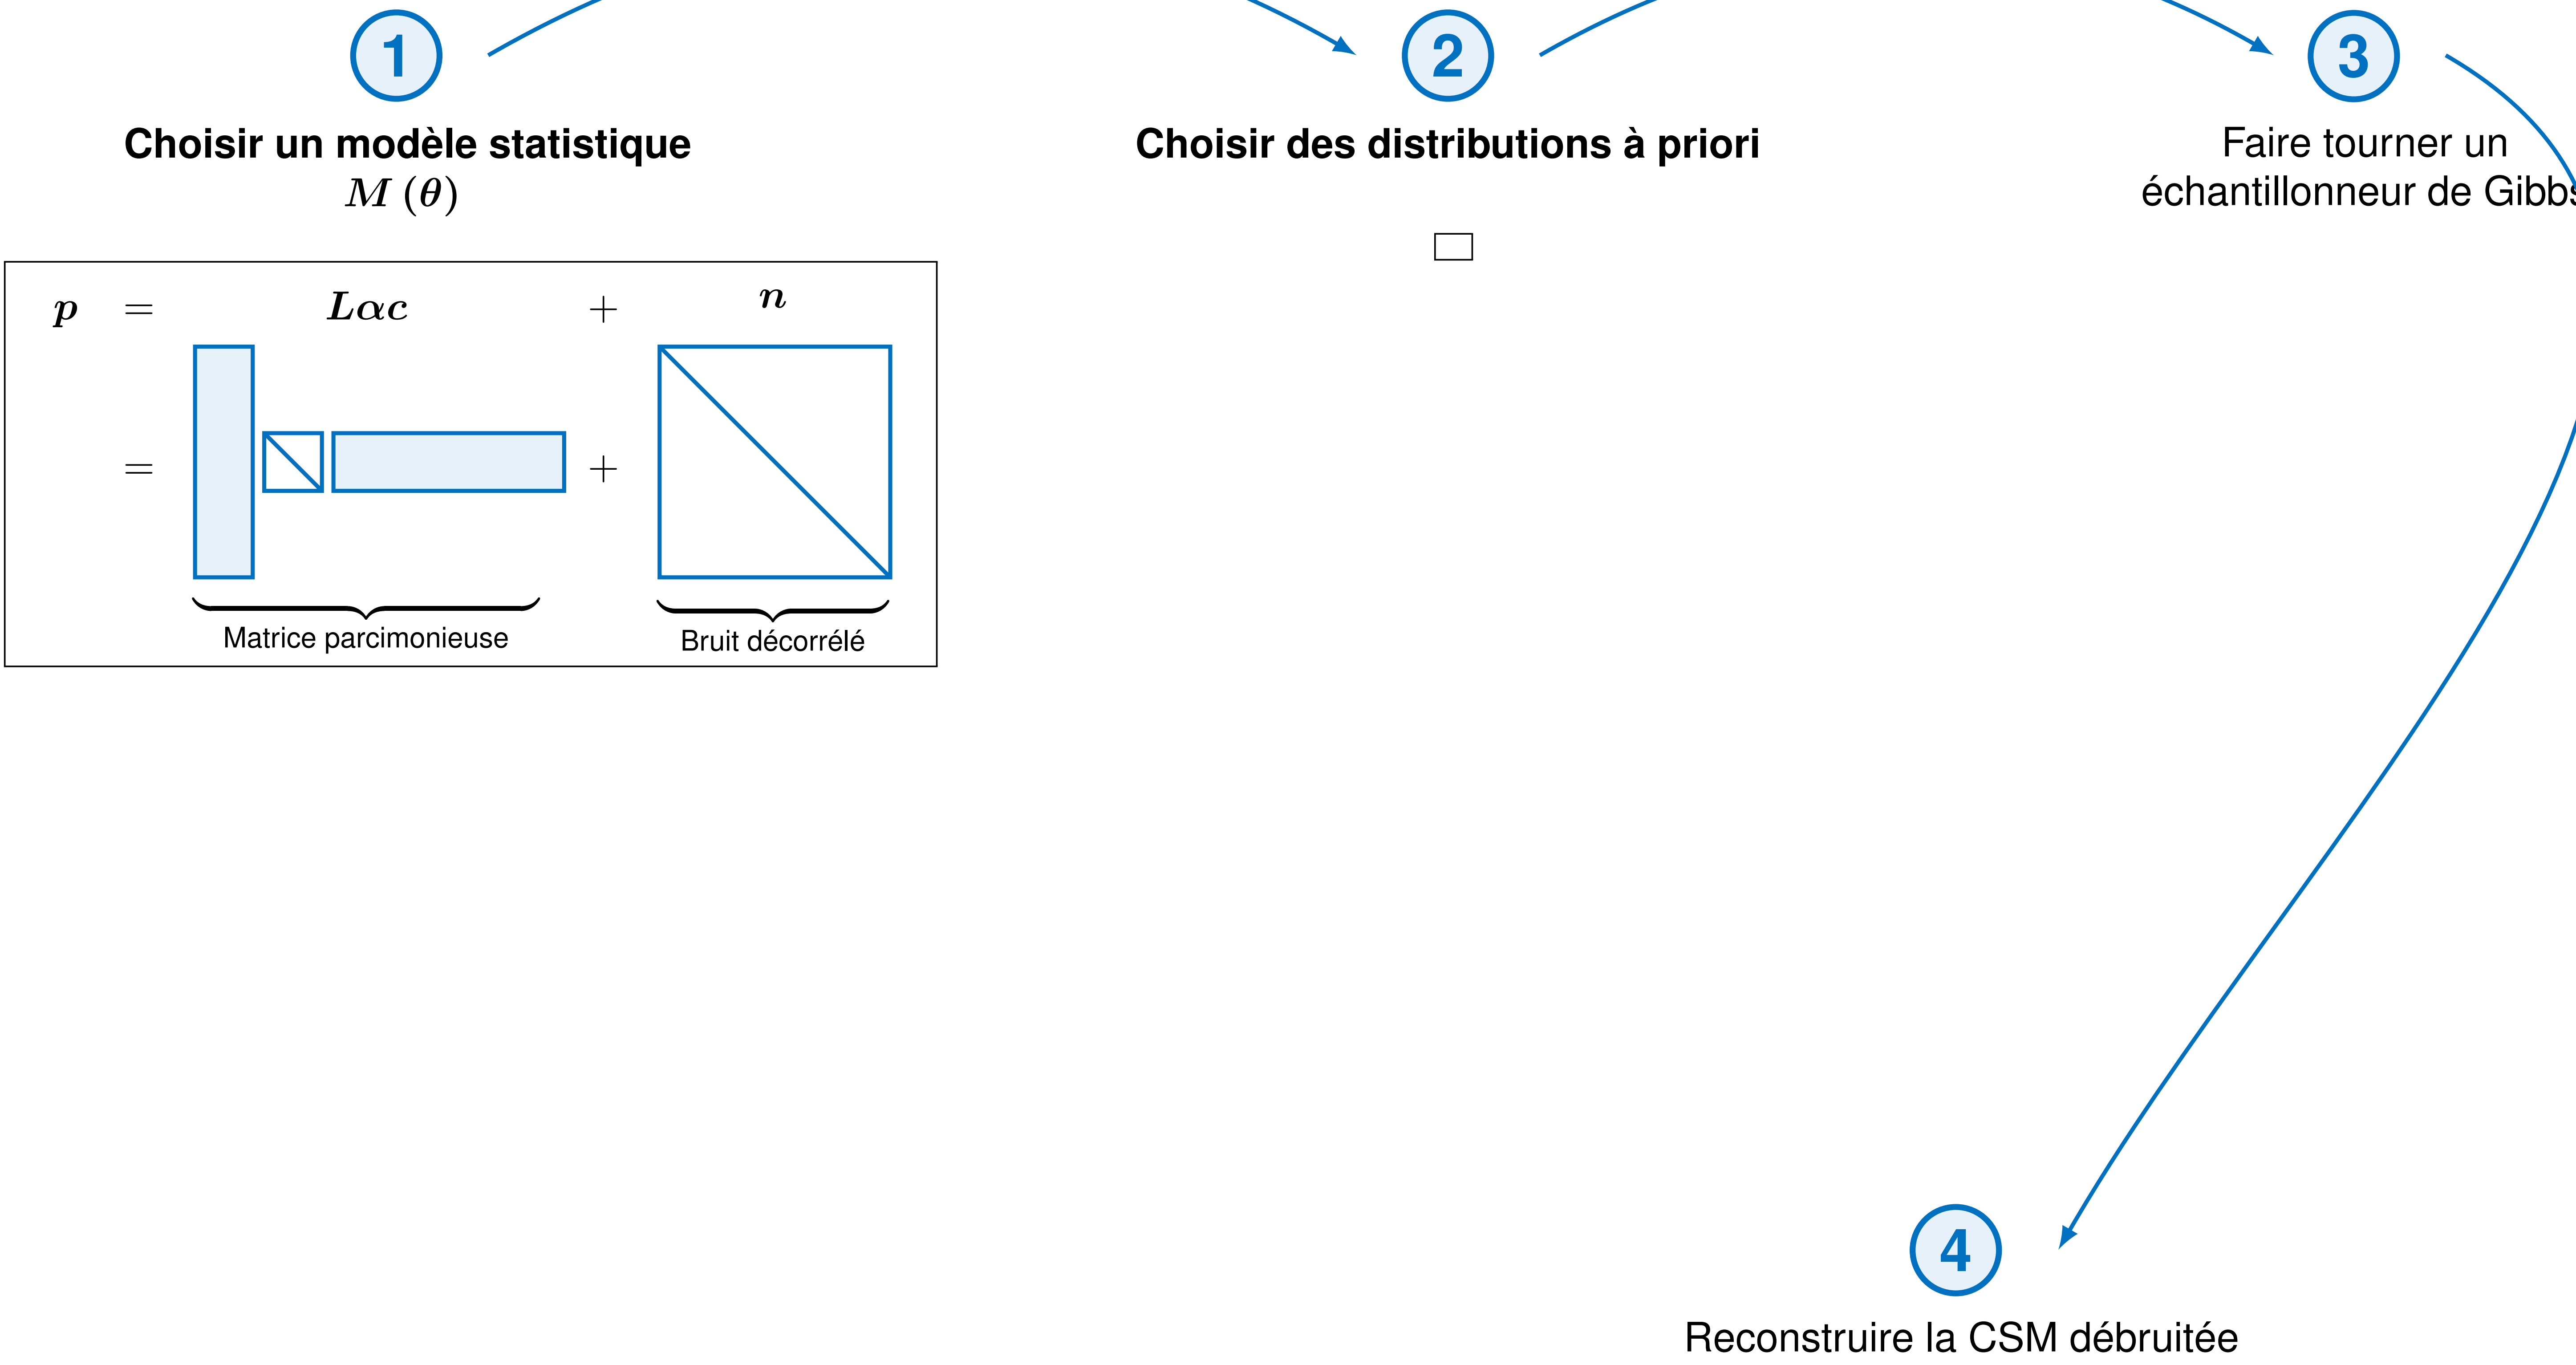 1
2
3
Choisir un modèle statistique
M (θ)
Choisir des distributions à priori
Faire tourner un
échantillonneur de Gibbs
p = Lαc + n
= +
Matrice parcimonieuse
Bruit décorrélé
4
Reconstruire la CSM débruitée